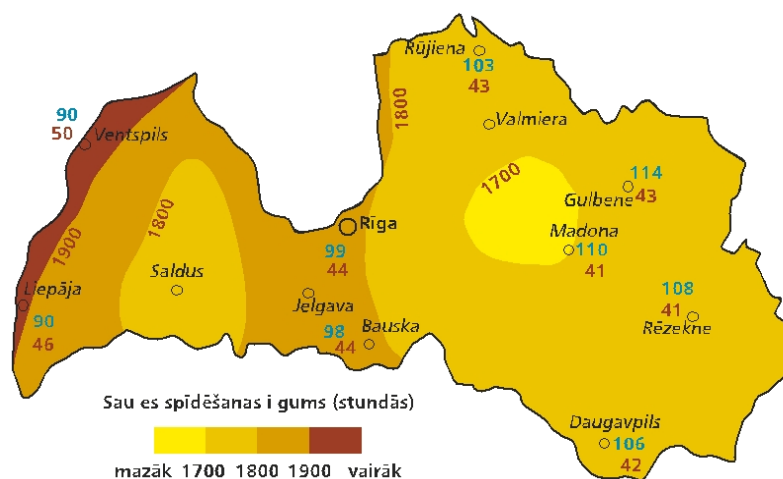 Rūjiena
103
43
1800
90
50
Ventspils
Valmiera
1700
114
Gulbene
43
1800
Rīga
Madona
1900
99
44
110
41
Saldus
Liepāja
90
46
Jelgava
98
44
Bauska
108
41
Rēzekne
Sau es spīdēšanas i gums (stundās)
Daugavpils
106
42
mazāk 1700 1800 1900 vairāk